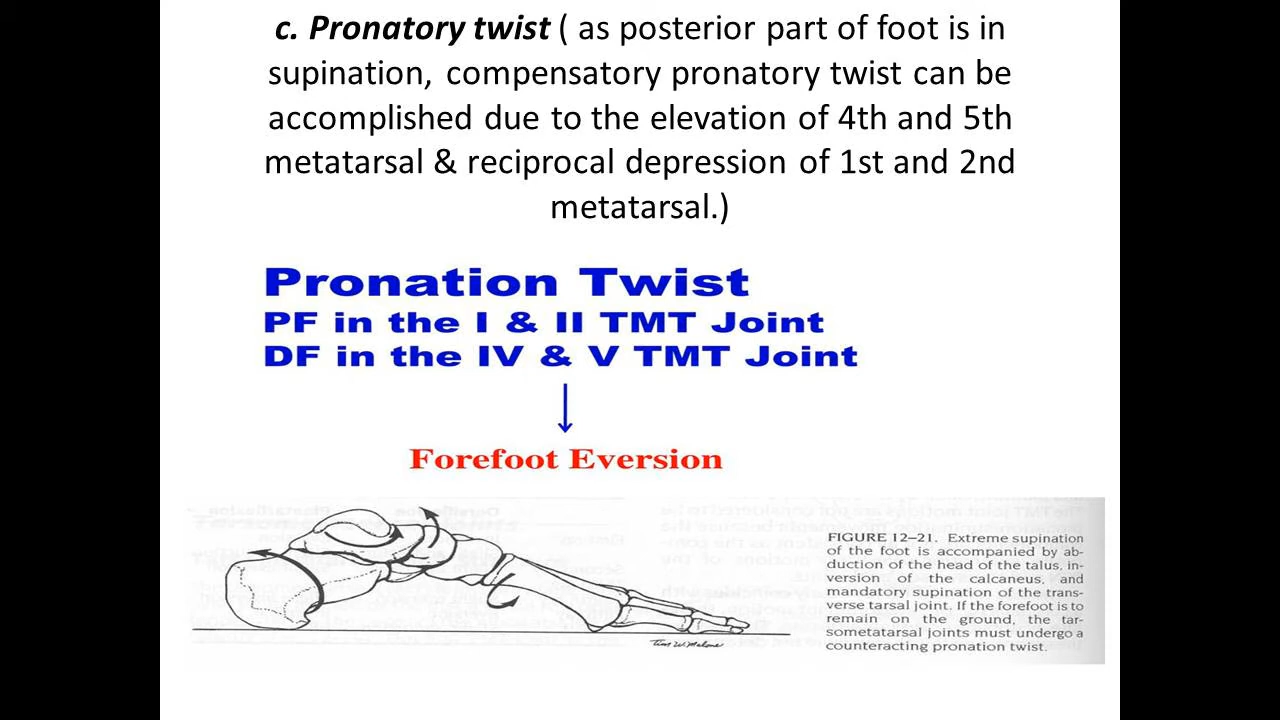 c. Pronatory twist ( as posterior part of foot is in
supination, compensatory pronatory twist can be
accomplished due to the elevation of 4th and 5th
metatarsal & reciprocal depression of 1st and 2nd
metatarsal.)
Pronation Twist
PF in the I & II TMT Joint
DF in the IV & V TMT Joint
Forefoot Eversion
FIGURE 12–21. Extreme supination
of the foot is accompanied by ab-
duction of the head of the talus, in-
version of the calcaneus, and
mandatory supination of the trans-
verse tarsal joint. If the forefoot is to
remain on the ground, the tar-
sometatarsal joints must undergo a
counteracting pronation twist.
Tim W. Malone